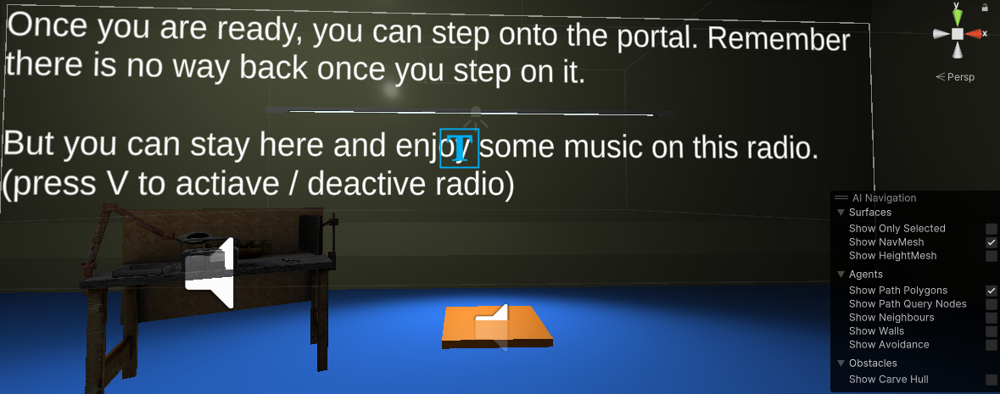 Once you are ready, you can step onto the portal. Remember
there is no way back once you step on it.
But you can stay here and enjoy some music on this radio.
(press V to actiave / deactive radio)
y
x
Persp
AI Navigation
Surfaces
Show Only Selected
Show NavMesh
Show HeightMesh
Agents
Show Path Polygons
Show Path Query Nodes
Show Neighbours
Show Walls
Show Avoidance
Obstacles
Show Carve Hull
T